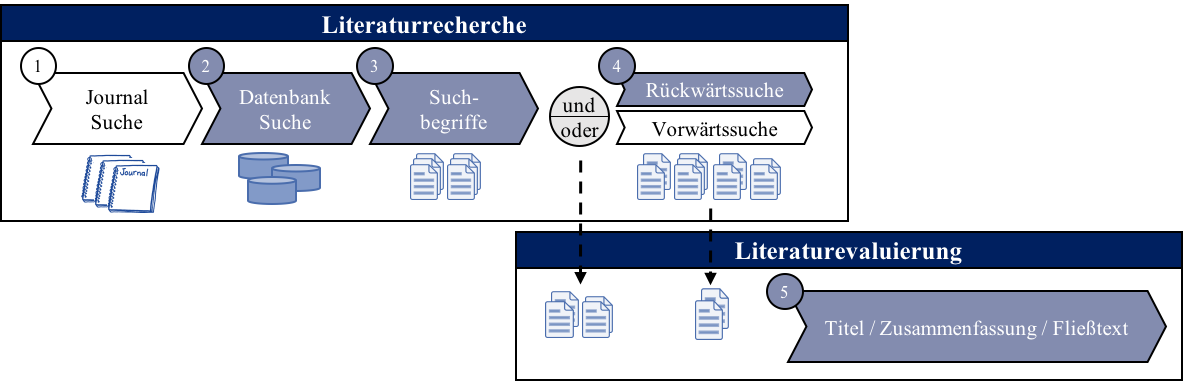 Literaturrecherche
1
Journal
Suche
Journal
2
Datenbank
Suche
3
Such-
begriffe
und
oder
4
Rückwärtssuche
Vorwärtssuche
Literaturevaluierung
5
Titel / Zusammenfassung / Fließtext